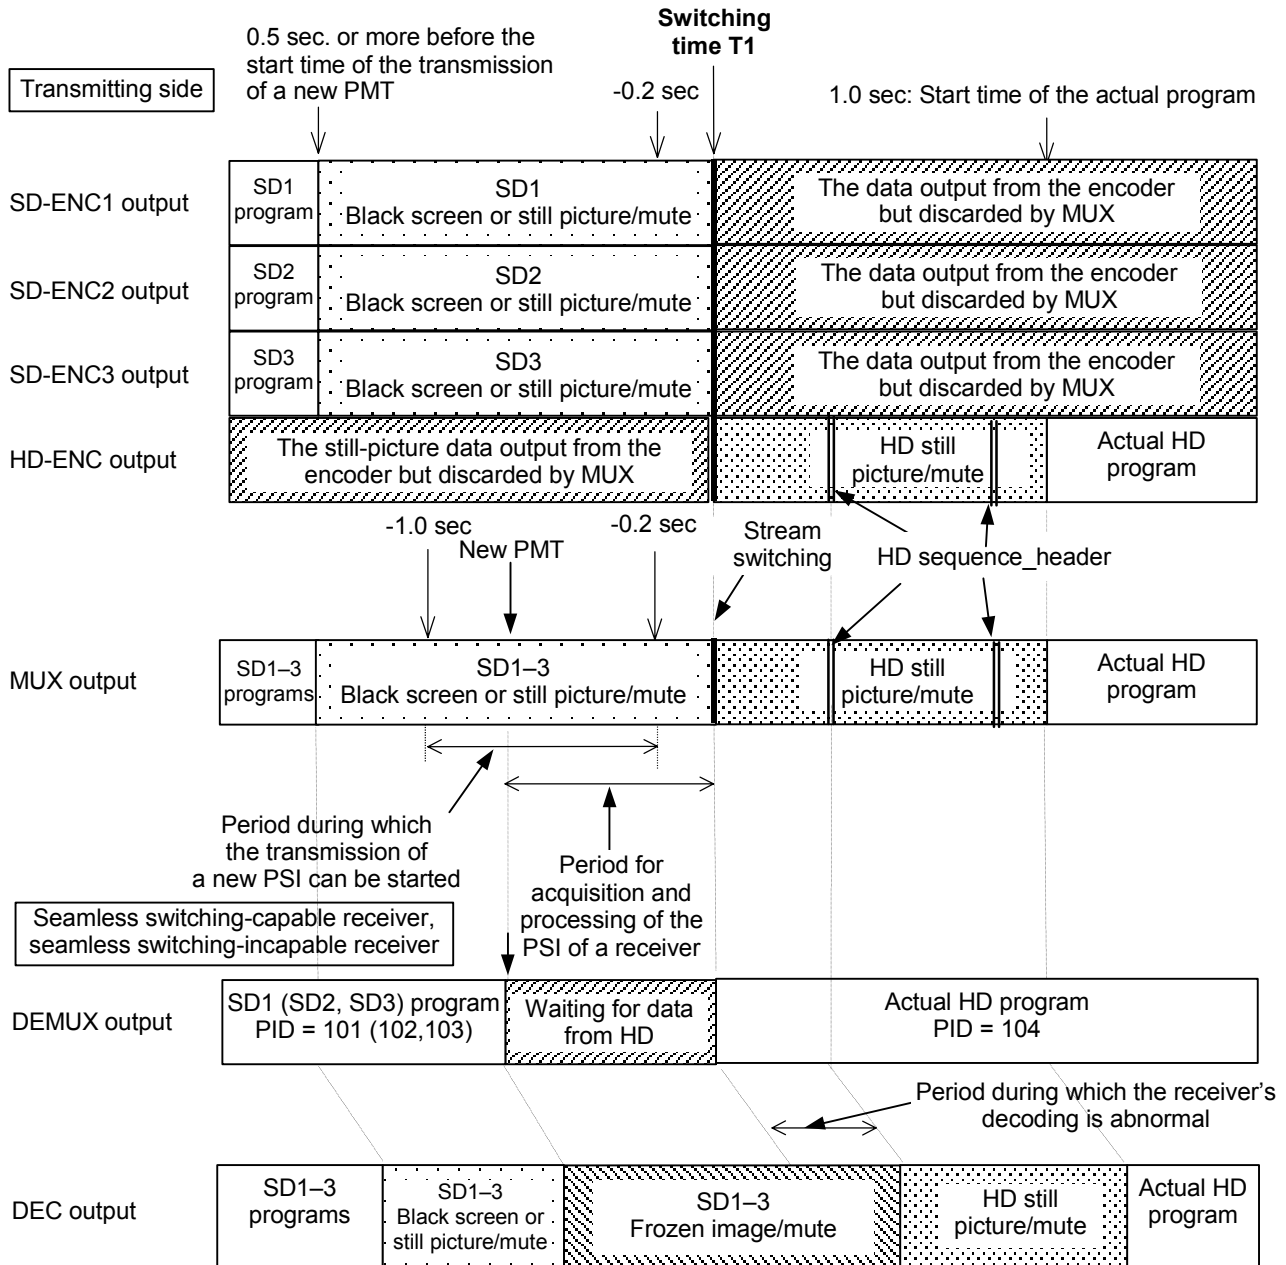 Switching
time T1
0.5 sec. or more before the
start time of the transmission
of a new PMT
Transmitting side
-0.2 sec
1.0 sec: Start time of the actual program
SD-ENC1 output
SD1
program
SD1
Black screen or still picture/mute
The data output from the encoder
but discarded by MUX
SD-ENC2 output
SD2
program
SD2
Black screen or still picture/mute
The data output from the encoder
but discarded by MUX
SD-ENC3 output
SD3
program
SD3
Black screen or still picture/mute
The data output from the encoder
but discarded by MUX
HD-ENC output
The still-picture data output from the
encoder but discarded by MUX
HD still
picture/mute
Actual HD
program
-1.0 sec
New PMT
-0.2 sec
Stream
switching
HD sequence_header
MUX output
SD1–3
programs
SD1–3
Black screen or still picture/mute
HD still
picture/mute
Actual HD
program
Period during which
the transmission of
a new PSI can be started
Period for
acquisition and
processing of the
PSI of a receiver
Seamless switching-capable receiver,
seamless switching-incapable receiver
DEMUX output
SD1 (SD2, SD3) program
PID = 101 (102,103)
Waiting for data
from HD
Actual HD program
PID = 104
Period during which the receiver's
decoding is abnormal
DEC output
SD1–3
programs
SD1–3
Black screen or
still picture/mute
SD1–3
Frozen image/mute
HD still
picture/mute
Actual HD
program